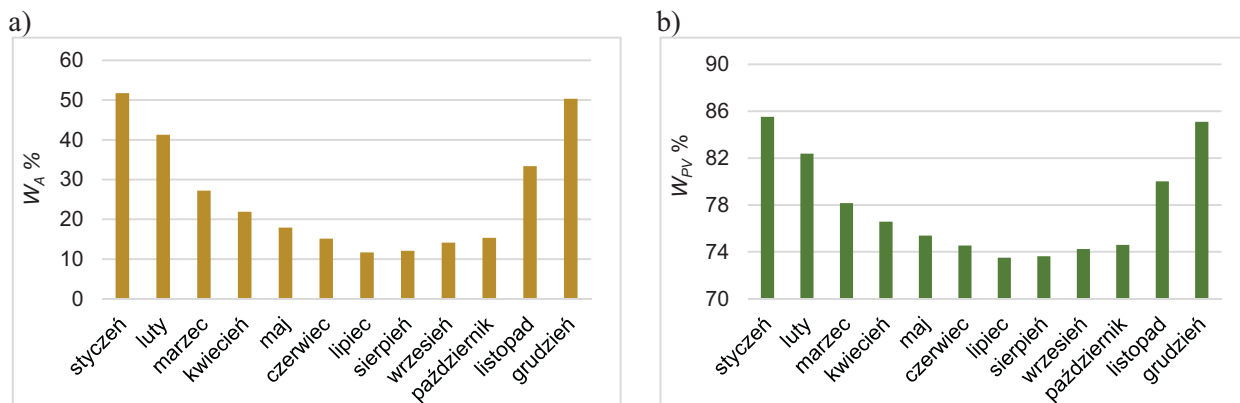 a)
60
50
40
30
20
10
0
W_A %
styczeń
luty
marzec
kwiecień
maj
czerwiec
lipiec
sierpień
wrzesień
październik
listopad
grudzień
b)
90
86
82
78
74
70
W_PV %
styczeń
luty
marzec
kwiecień
maj
czerwiec
lipiec
sierpień
wrzesień
październik
listopad
grudzień